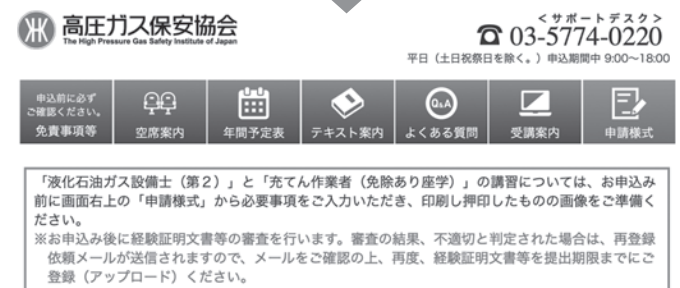 高圧ガス保安協会
The High Pressure Gas Safety Institute of Japan
<サポートデスク>
☎ 03-5774-0220
平日（土日祝祭日を除く。）申込期間中 9:00～18:00
申込前に必ず
ご確認ください。
免責事項等
空席案内
年間予定表
テキスト案内
Q&A
よくある質問
受講案内
申請様式
「液化石油ガス設備士（第２）」と「充てん作業者（免除あり座学）」の講習については、お申込み
前に画面右上の「申請様式」から必要事項をご入力いただき、印刷し押印したものの画像をご準備く
ださい。
※お申込み後に経験証明文書等の審査を行います。審査の結果、不適切と判定された場合は、再登録
依頼メールが送信されますので、メールをご確認の上、再度、経験証明文書等を提出期限までにご
登録（アップロード）ください。